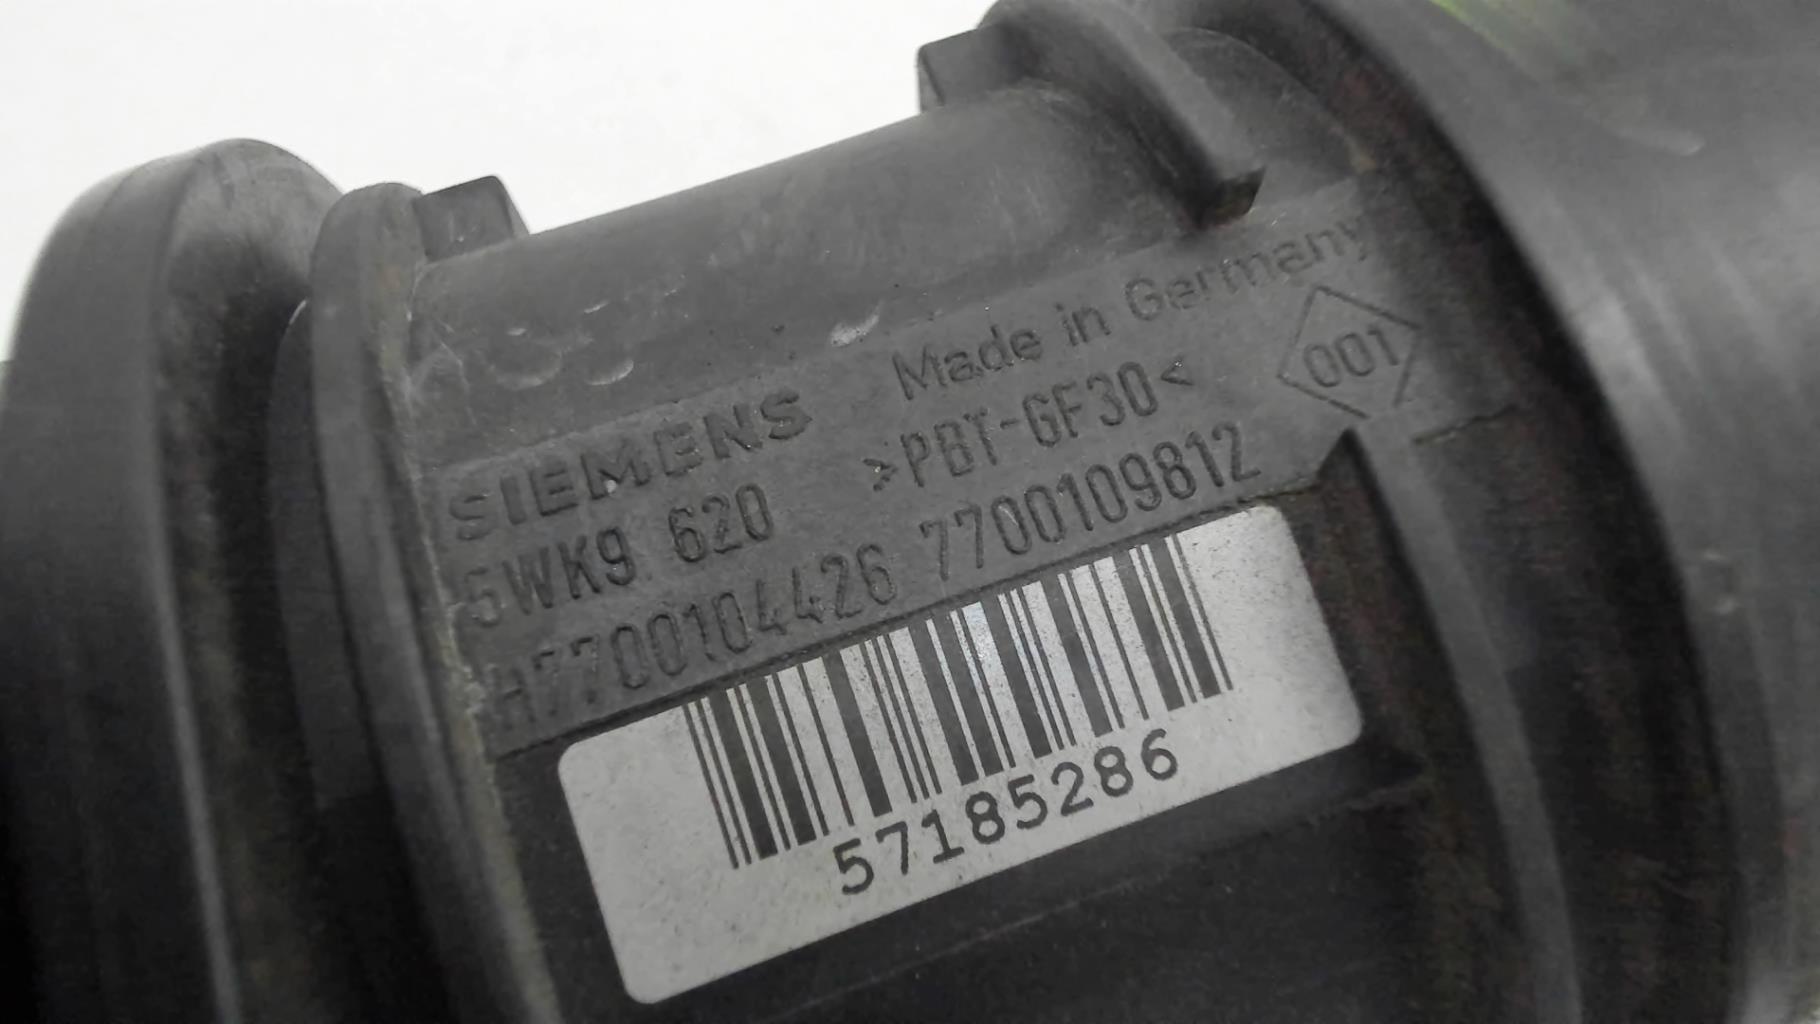 SIEMENS Made in Germany
5WK9 620 >PBT-GF30< 001
H7700104426 7700109812
57185286